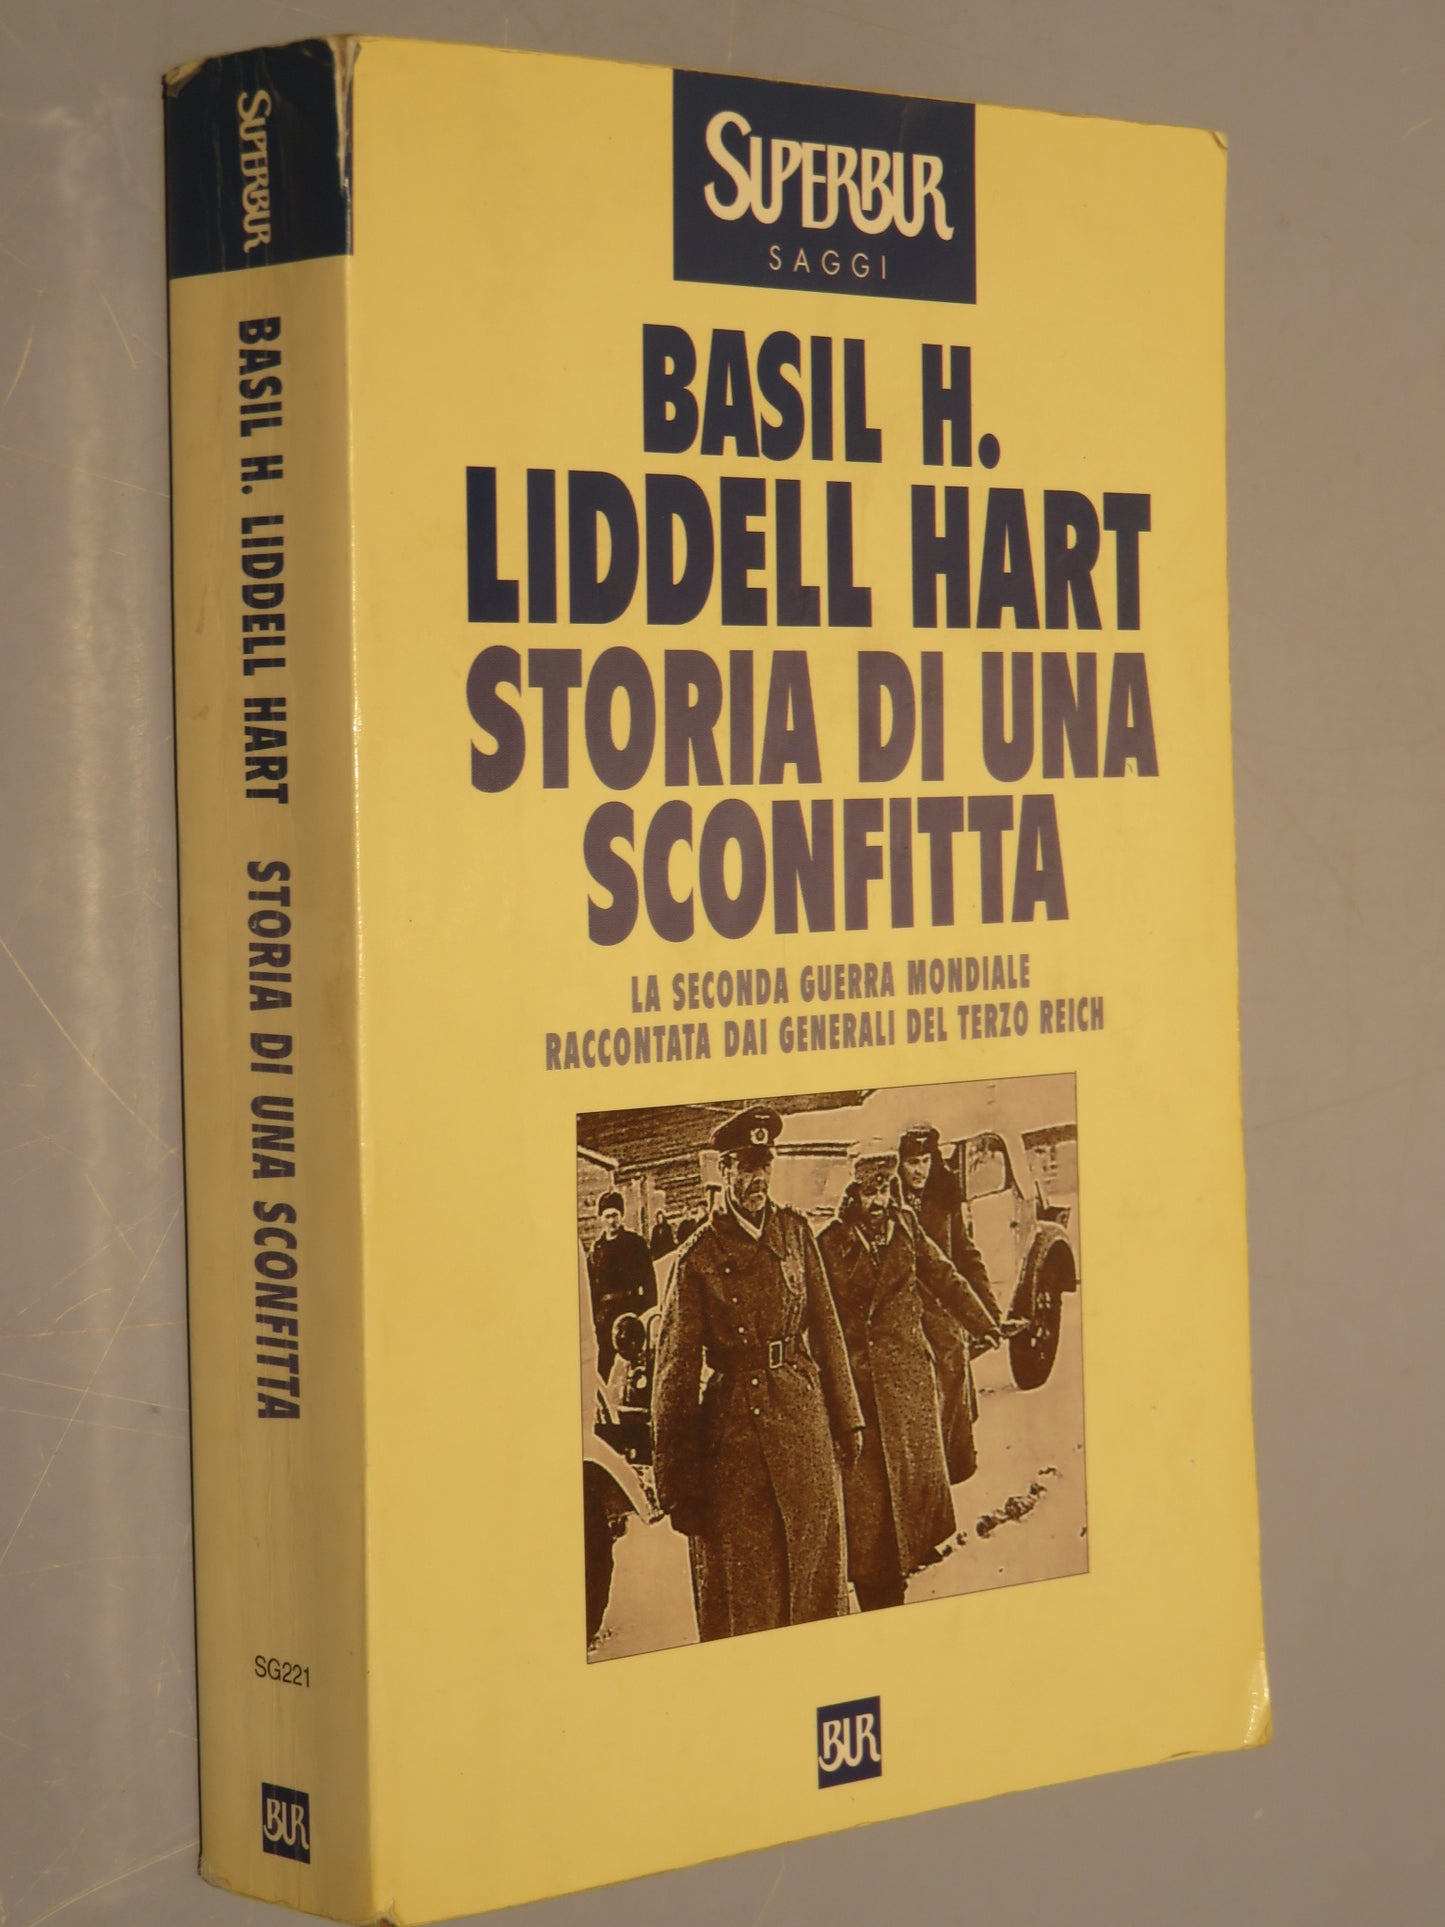 SUPERBUR
SAGGI
BASIL H.
LIDDELL HART
STORIA DI UNA
SCONFITTA
LA SECONDA GUERRA MONDIALE
RACCONTATA DAI GENERALI DEL TERZO REICH
BUR
SUPERBUR
BASIL H. LIDDELL HART STORIA DI UNA SCONFITTA
SG221
BUR